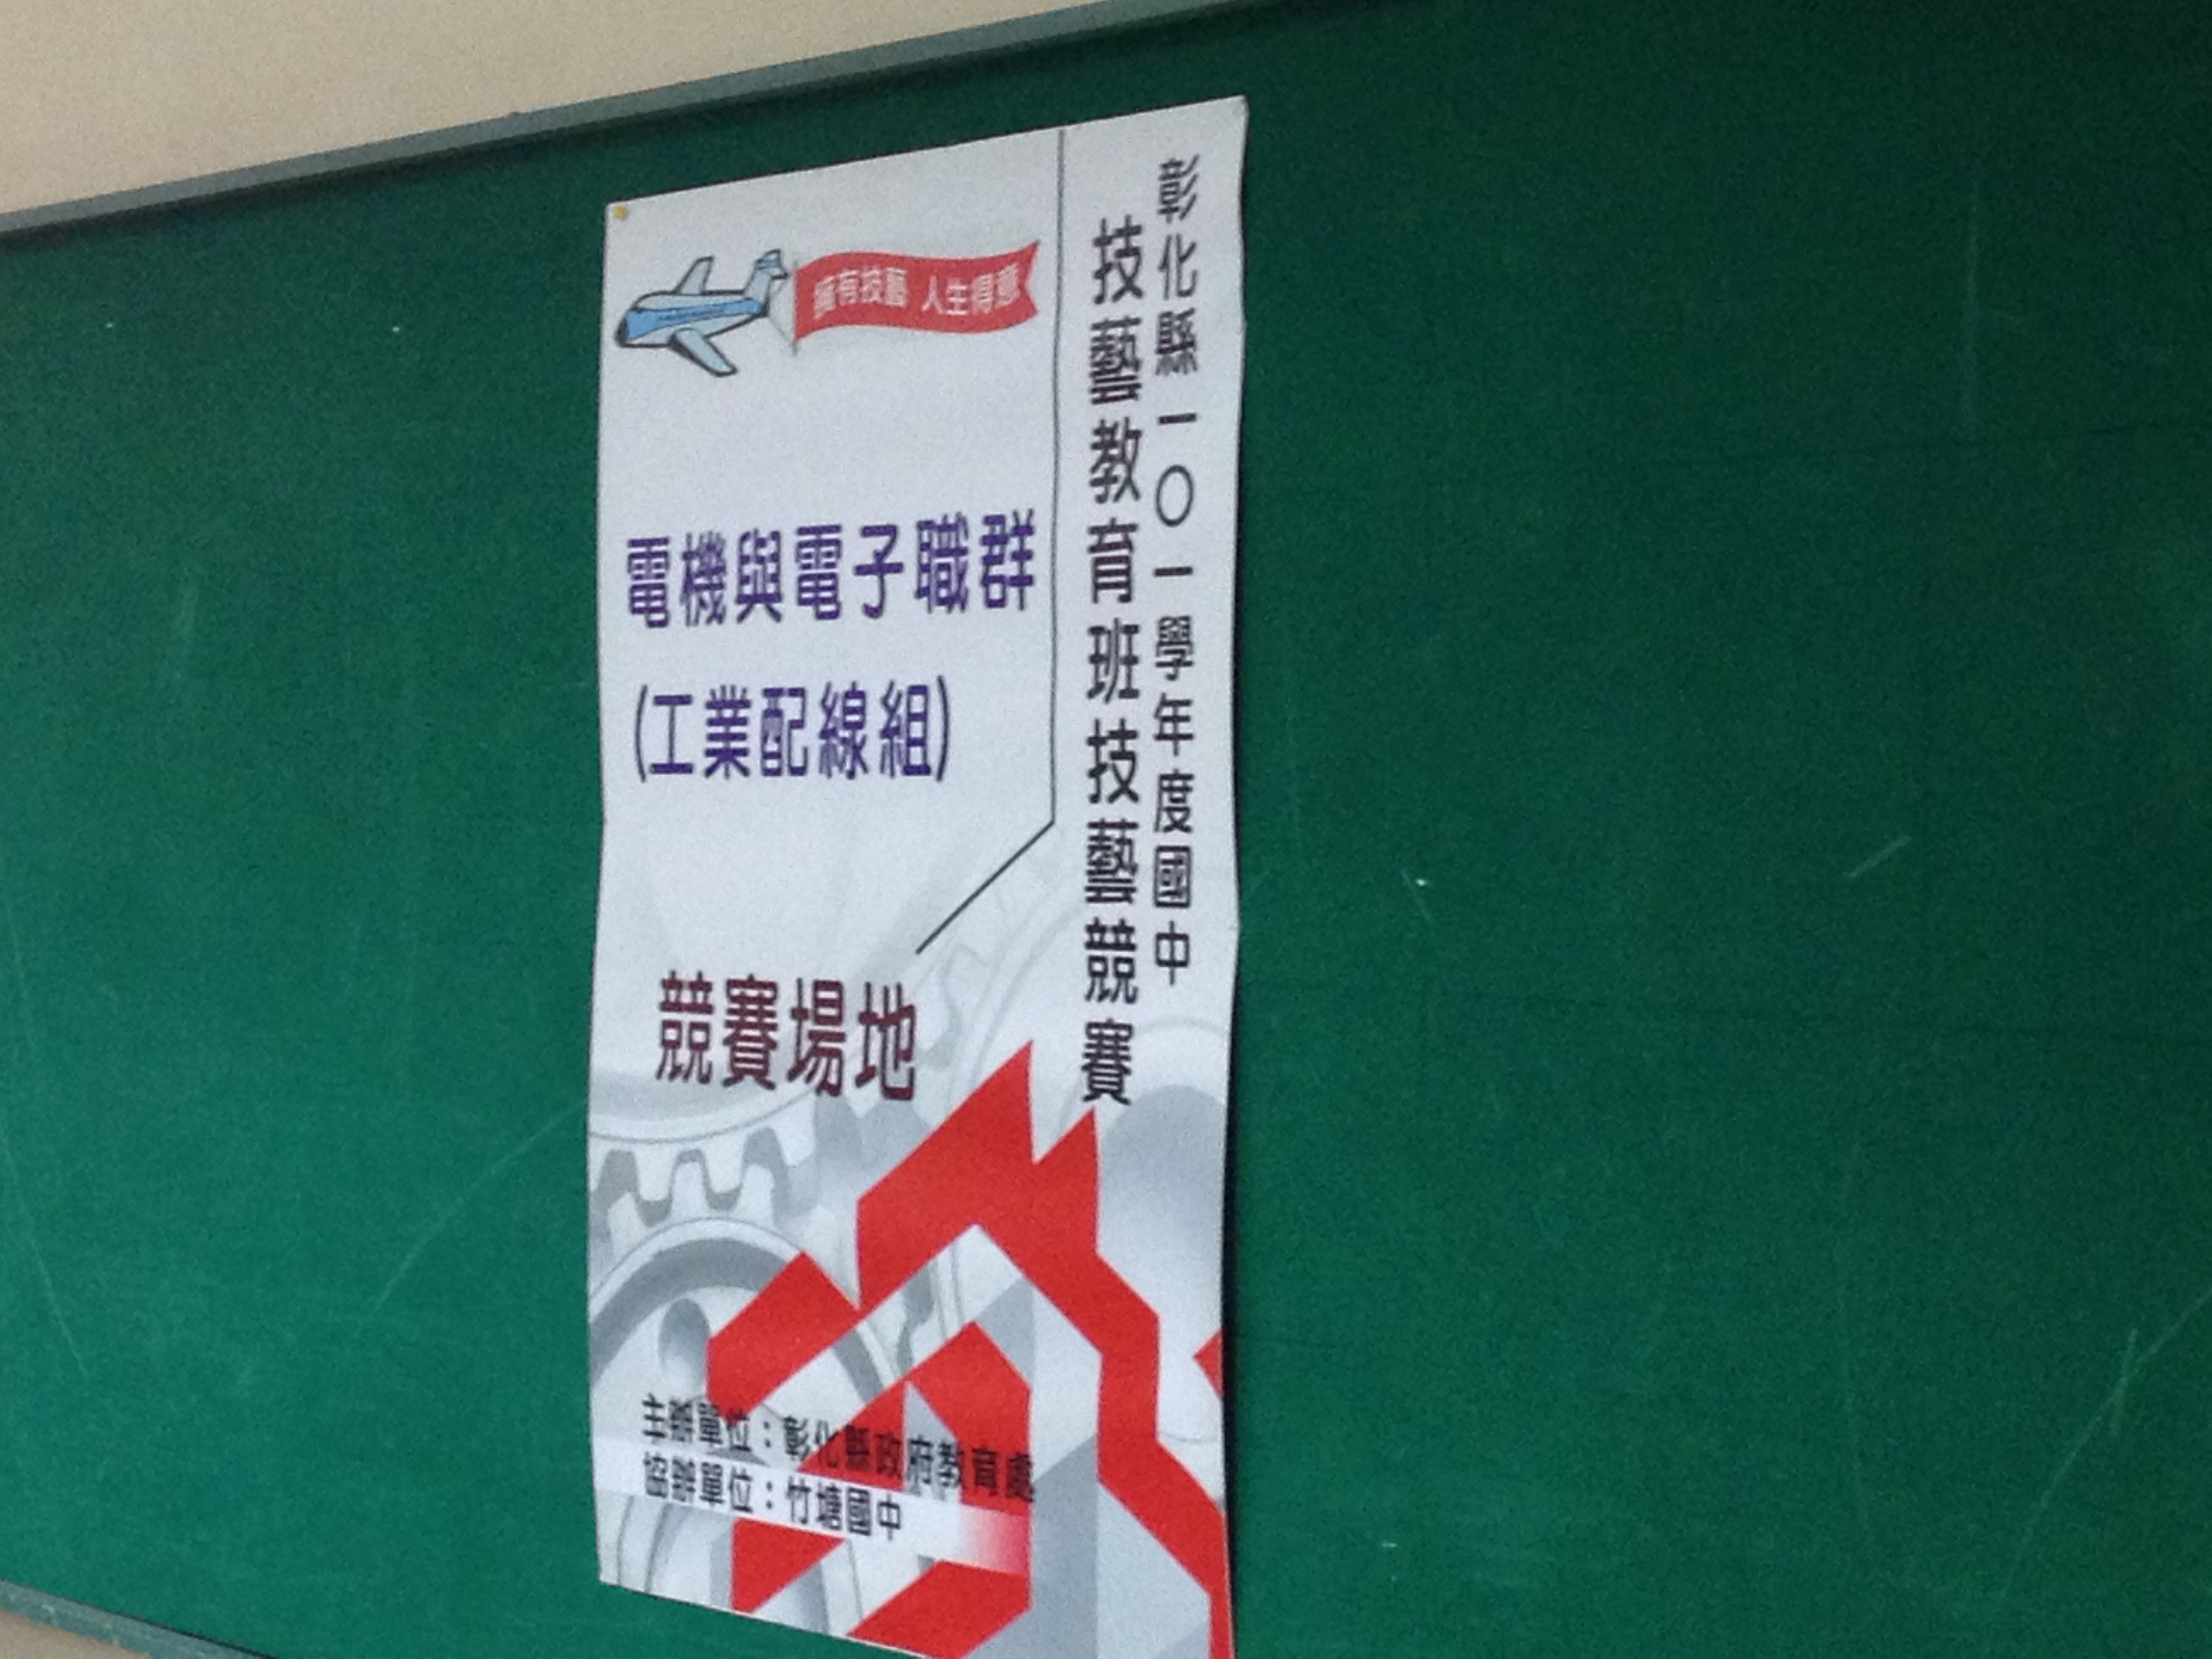 彰化縣一〇一學年度國中
技藝教育班技藝競賽
擁有技藝 人生得意
電機與電子職群
(工業配線組)
競賽場地
主辦單位：彰化縣政府教育處
協辦單位：竹塘國中